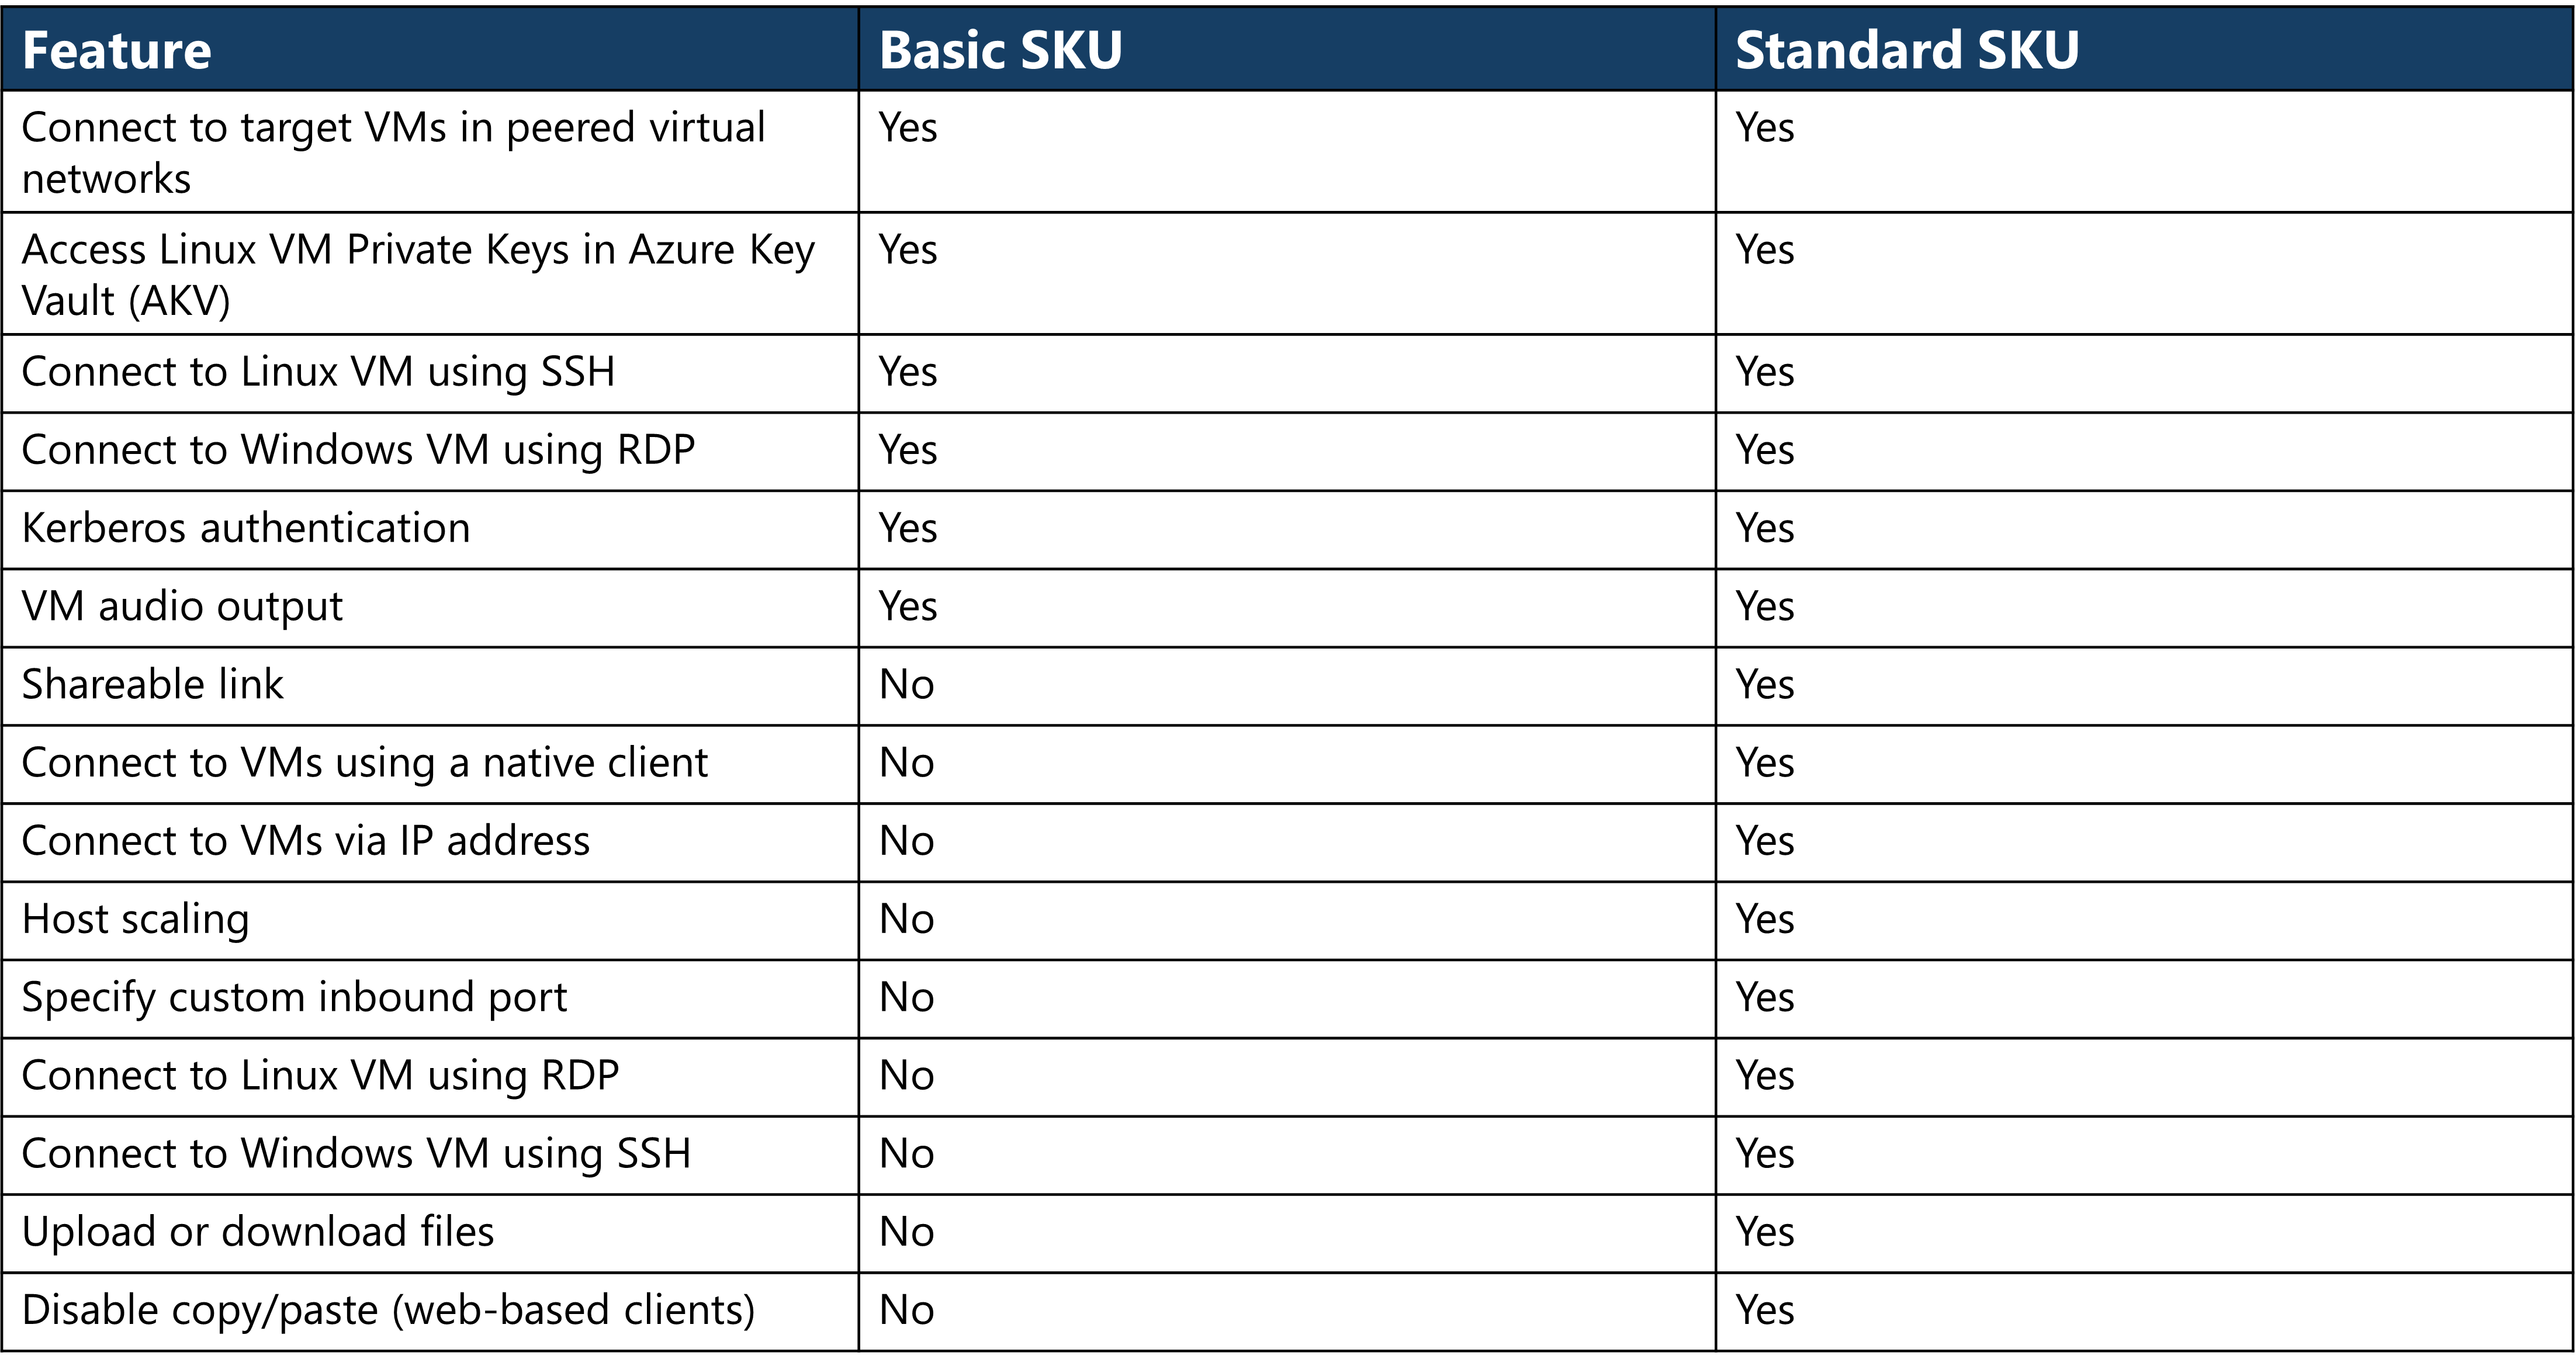 Feature Basic SKU Standard SKU
Connect to target VMs in peered virtual Yes Yes
networks
Access Linux VM Private Keys in Azure Key Yes Yes
Vault (AKV)
Connect to Linux VM using SSH Yes Yes
Connect to Windows VM using RDP Yes Yes
Kerberos authentication Yes Yes
VM audio output Yes Yes
Shareable link No Yes
Connect to VMs using a native client No Yes
Connect to VMs via IP address No Yes
Host scaling No Yes
Specify custom inbound port No Yes
Connect to Linux VM using RDP No Yes
Connect to Windows VM using SSH No Yes
Upload or download files No Yes
Disable copy/paste (web-based clients) No Yes